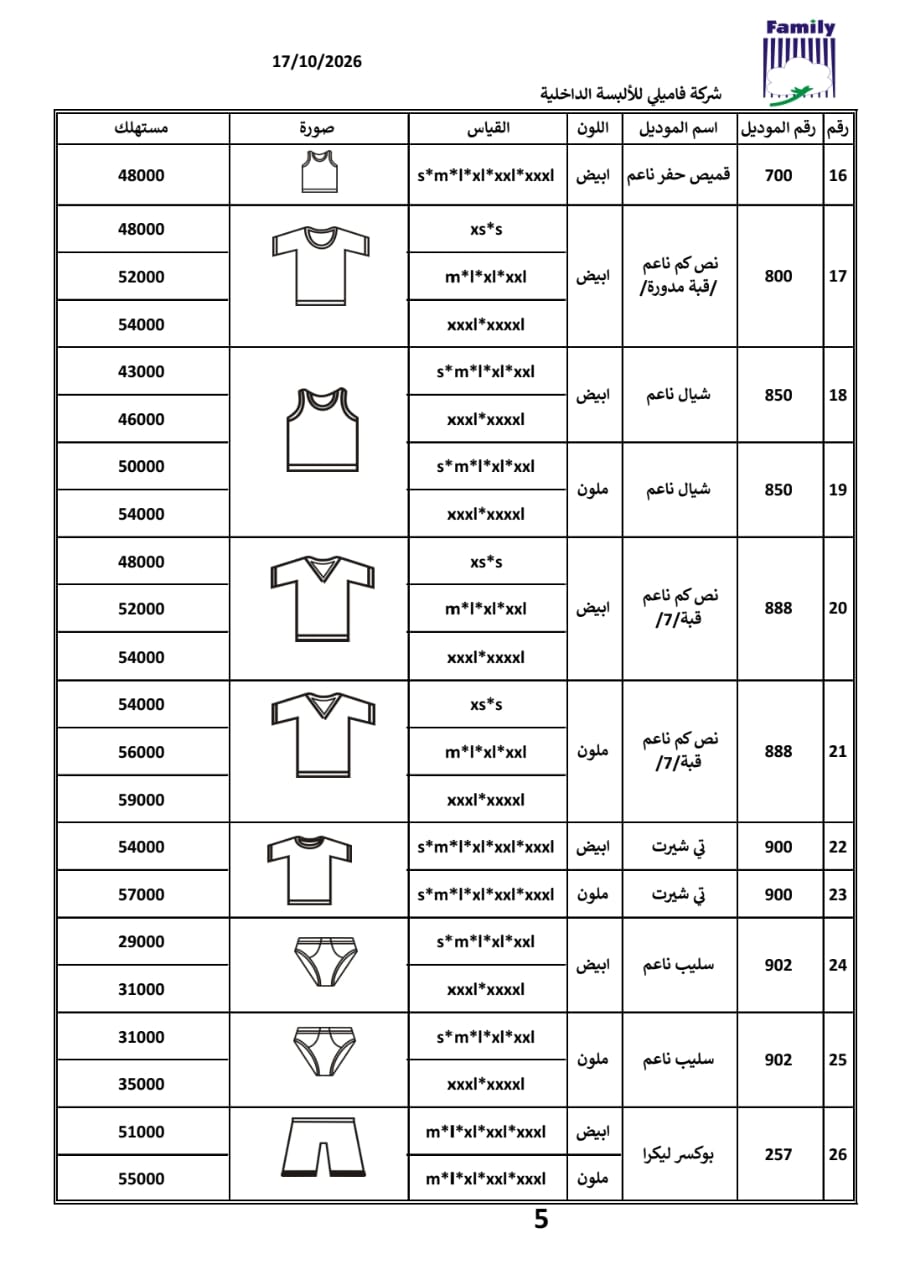 Family
17/10/2026
شركة فاميلي للألبسة الداخلية
رقم رقم الموديل اسم الموديل اللون القياس صورة مستهلك
16 700 قميص حفر ناعم ابيض s*m*l*xl*xxl*xxxl 48000
xs*s 48000
17 800 نص كم ناعم ابيض m*l*xl*xxl 52000
/قبة مدورة/
xxxl*xxxxl 54000
s*m*l*xl*xxl 43000
18 850 شيال ناعم ابيض
xxxl*xxxxl 46000
s*m*l*xl*xxl 50000
19 850 شيال ناعم ملون
xxxl*xxxxl 54000
xs*s 48000
20 888 نص كم ناعم ابيض m*l*xl*xxl 52000
قبة/7/
xxxl*xxxxl 54000
xs*s 54000
21 888 نص كم ناعم ملون m*l*xl*xxl 56000
قبة/7/
xxxl*xxxxl 59000
22 900 تي شيرت ابيض s*m*l*xl*xxl*xxxl 54000
23 900 تي شيرت ملون s*m*l*xl*xxl*xxxl 57000
s*m*l*xl*xxl 29000
24 902 سليب ناعم ابيض
xxxl*xxxxl 31000
s*m*l*xl*xxl 31000
25 902 سليب ناعم ملون
xxxl*xxxxl 35000
ابيض m*l*xl*xxl*xxxl 51000
26 257 بوكسر ليكرا
ملون m*l*xl*xxl*xxxl 55000
5